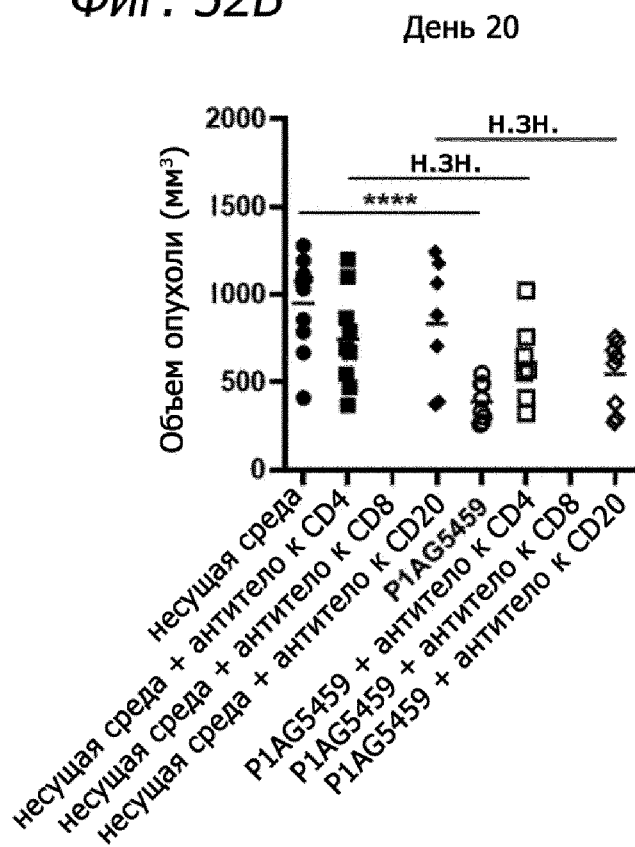 Фиг. 52B
День 20
Объем опухоли (мм³)
2000
1500
1000
500
0
н.зн.
н.зн.
****
несущая среда
несущая среда + антитело к CD4
несущая среда + антитело к CD8
несущая среда + антитело к CD20
P1AG5459
P1AG5459 + антитело к CD4
P1AG5459 + антитело к CD8
P1AG5459 + антитело к CD20